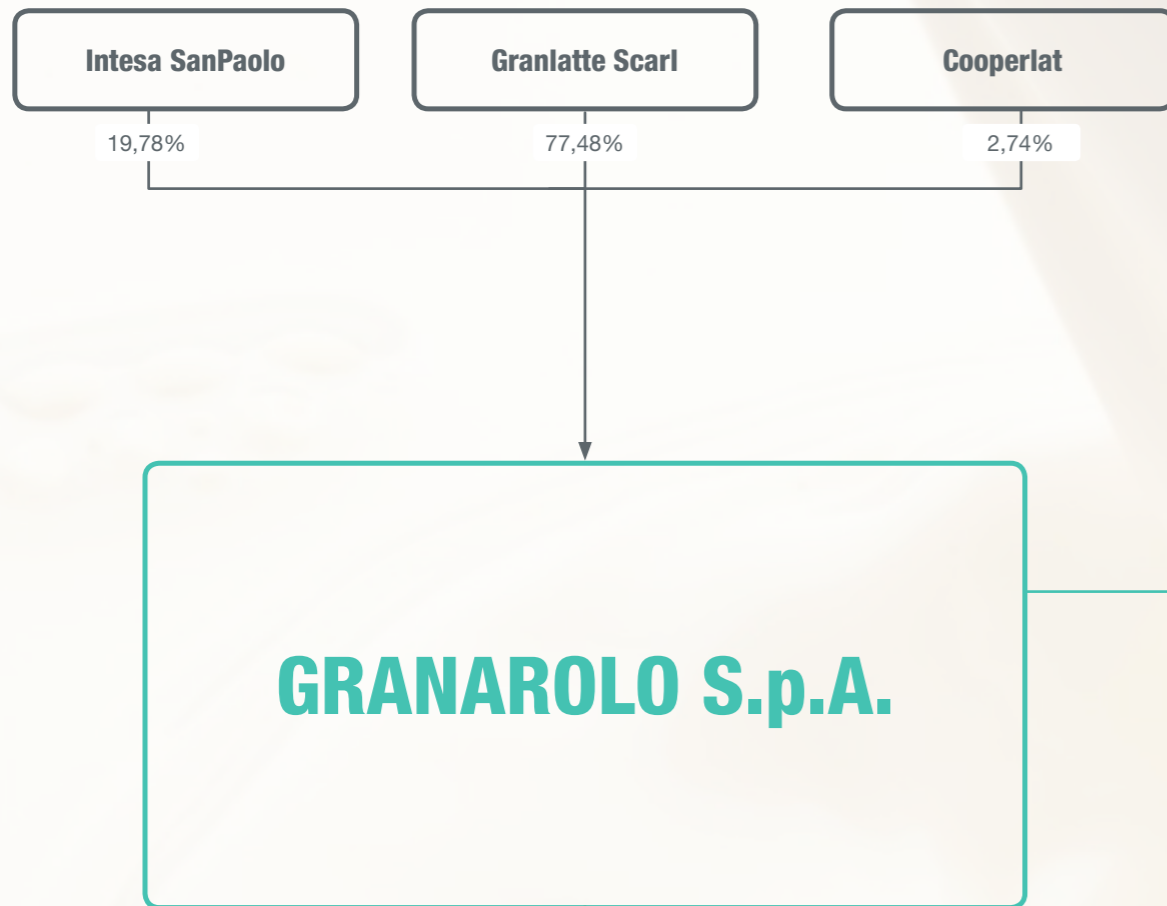 Intesa SanPaolo
Granlatte Scarl
Cooperlat
19,78%
77,48%
2,74%
GRANAROLO S.p.A.